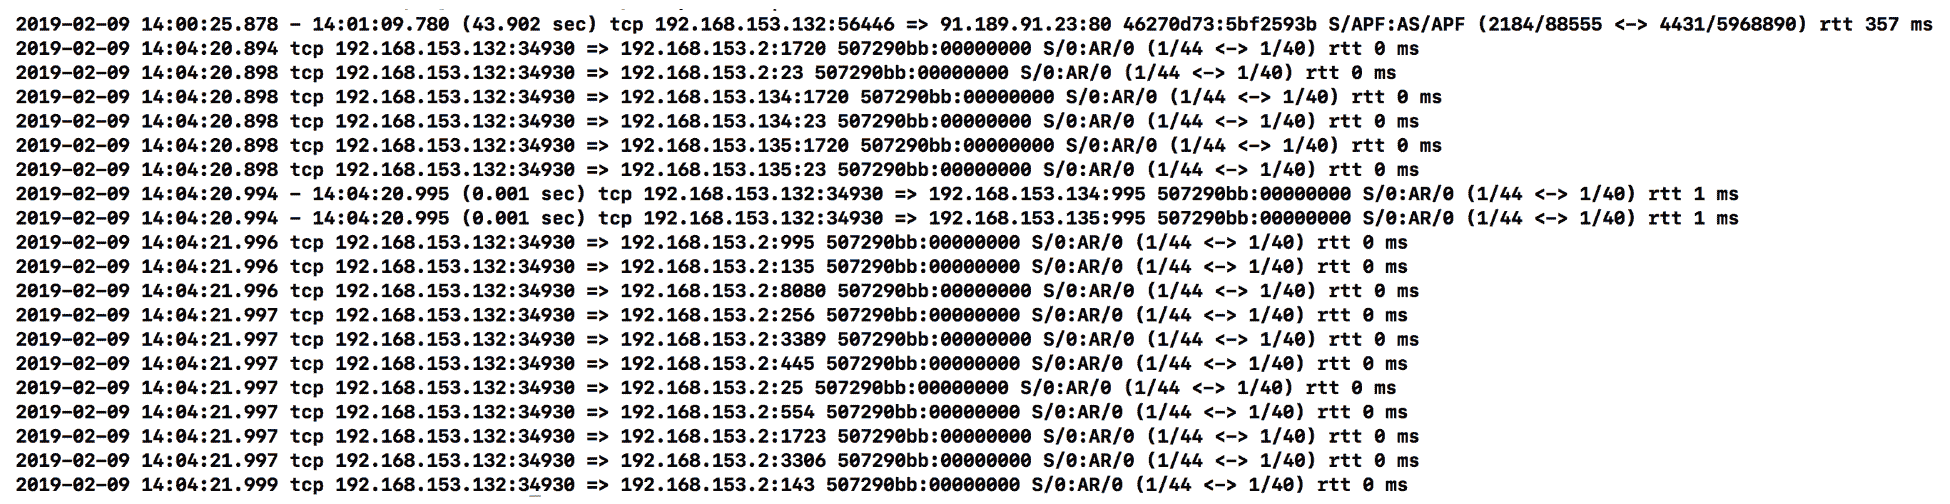 2019-02-09 14:00:25.878 - 14:01:09.780 (43.902 sec) tcp 192.168.153.132:56446 => 91.189.91.23:80 46270d73:5bf2593b S/APF:AS/APF (2184/88555 <-> 4431/5968890) rtt 357 ms
2019-02-09 14:04:20.894 tcp 192.168.153.132:34930 => 192.168.153.2:1720 507290bb:00000000 S/0:AR/0 (1/44 <-> 1/40) rtt 0 ms
2019-02-09 14:04:20.898 tcp 192.168.153.132:34930 => 192.168.153.2:23 507290bb:00000000 S/0:AR/0 (1/44 <-> 1/40) rtt 0 ms
2019-02-09 14:04:20.898 tcp 192.168.153.132:34930 => 192.168.153.134:1720 507290bb:00000000 S/0:AR/0 (1/44 <-> 1/40) rtt 0 ms
2019-02-09 14:04:20.898 tcp 192.168.153.132:34930 => 192.168.153.134:23 507290bb:00000000 S/0:AR/0 (1/44 <-> 1/40) rtt 0 ms
2019-02-09 14:04:20.898 tcp 192.168.153.132:34930 => 192.168.153.135:1720 507290bb:00000000 S/0:AR/0 (1/44 <-> 1/40) rtt 0 ms
2019-02-09 14:04:20.898 tcp 192.168.153.132:34930 => 192.168.153.135:23 507290bb:00000000 S/0:AR/0 (1/44 <-> 1/40) rtt 0 ms
2019-02-09 14:04:20.994 - 14:04:20.995 (0.001 sec) tcp 192.168.153.132:34930 => 192.168.153.134:995 507290bb:00000000 S/0:AR/0 (1/44 <-> 1/40) rtt 1 ms
2019-02-09 14:04:20.994 - 14:04:20.995 (0.001 sec) tcp 192.168.153.132:34930 => 192.168.153.135:995 507290bb:00000000 S/0:AR/0 (1/44 <-> 1/40) rtt 1 ms
2019-02-09 14:04:21.996 tcp 192.168.153.132:34930 => 192.168.153.2:995 507290bb:00000000 S/0:AR/0 (1/44 <-> 1/40) rtt 0 ms
2019-02-09 14:04:21.996 tcp 192.168.153.132:34930 => 192.168.153.2:135 507290bb:00000000 S/0:AR/0 (1/44 <-> 1/40) rtt 0 ms
2019-02-09 14:04:21.996 tcp 192.168.153.132:34930 => 192.168.153.2:8080 507290bb:00000000 S/0:AR/0 (1/44 <-> 1/40) rtt 0 ms
2019-02-09 14:04:21.997 tcp 192.168.153.132:34930 => 192.168.153.2:256 507290bb:00000000 S/0:AR/0 (1/44 <-> 1/40) rtt 0 ms
2019-02-09 14:04:21.997 tcp 192.168.153.132:34930 => 192.168.153.2:3389 507290bb:00000000 S/0:AR/0 (1/44 <-> 1/40) rtt 0 ms
2019-02-09 14:04:21.997 tcp 192.168.153.132:34930 => 192.168.153.2:445 507290bb:00000000 S/0:AR/0 (1/44 <-> 1/40) rtt 0 ms
2019-02-09 14:04:21.997 tcp 192.168.153.132:34930 => 192.168.153.2:25 507290bb:00000000 S/0:AR/0 (1/44 <-> 1/40) rtt 0 ms
2019-02-09 14:04:21.997 tcp 192.168.153.132:34930 => 192.168.153.2:554 507290bb:00000000 S/0:AR/0 (1/44 <-> 1/40) rtt 0 ms
2019-02-09 14:04:21.997 tcp 192.168.153.132:34930 => 192.168.153.2:1723 507290bb:00000000 S/0:AR/0 (1/44 <-> 1/40) rtt 0 ms
2019-02-09 14:04:21.997 tcp 192.168.153.132:34930 => 192.168.153.2:3306 507290bb:00000000 S/0:AR/0 (1/44 <-> 1/40) rtt 0 ms
2019-02-09 14:04:21.999 tcp 192.168.153.132:34930 => 192.168.153.2:143 507290bb:00000000 S/0:AR/0 (1/44 <-> 1/40) rtt 0 ms